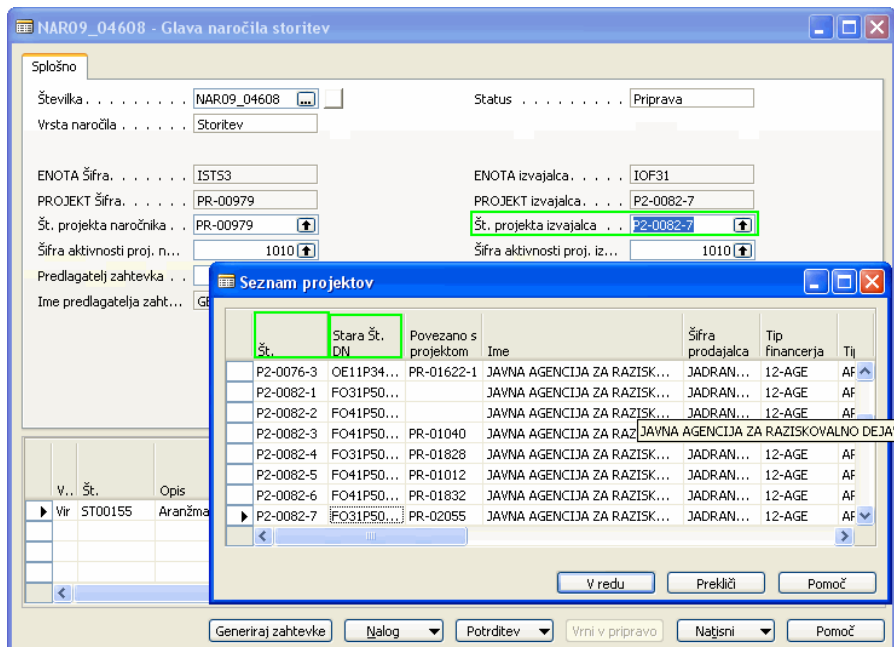 NAR09_04608 - Glava naročila storitev
Splošno
Številka. . . . . . . . . . NAR09_04608 ... Status . . . . . . . . . Priprava
Vrsta naročila . . . . . . Storitev
ENOTA Šifra. . . . . . . ISTS3 ENOTA izvajalca. . . . . IOF31
PROJEKT Šifra. . . . . . PR-00979 PROJEKT izvajalca. . . . P2-0082-7
Št. projekta naročnika . . PR-00979 Št. projekta izvajalca . . P2-0082-7
Šifra aktivnosti proj. n... 1010 Šifra aktivnosti proj. iz... 1010
Predlagatelj zahtevka . .
Ime predlagatelja zaht...
Seznam projektov
Št. Stara Št. DN Povezano s projektom Ime Šifra prodajalca Tip financerja
P2-0076-3 OE11P34... PR-01622-1 JAVNA AGENCIJA ZA RAZISK... JADRAN... 12-AGE
P2-0082-1 FO31P50... JAVNA AGENCIJA ZA RAZISK... JADRAN... 12-AGE
P2-0082-2 FO41P50... JAVNA AGENCIJA ZA RAZISK... JADRAN... 12-AGE
P2-0082-3 FO41P50... PR-01040 JAVNA AGENCIJA ZA RAZ
JAVNA AGENCIJA ZA RAZISKOVALNO DEJA
P2-0082-4 FO31P50... PR-01828 JAVNA AGENCIJA ZA RAZISK... JADRAN... 12-AGE
P2-0082-5 FO41P50... PR-01012 JAVNA AGENCIJA ZA RAZISK... JADRAN... 12-AGE
P2-0082-6 FO41P50... PR-01832 JAVNA AGENCIJA ZA RAZISK... JADRAN... 12-AGE
P2-0082-7 FO31P50... PR-02055 JAVNA AGENCIJA ZA RAZISK... JADRAN... 12-AGE
V redu Prekliči Pomoč
V.. Št. Opis
Vir ST00155 Aranžma
Generiraj zahtevke Nalog Potrditev Vrni v pripravo Natisni Pomoč